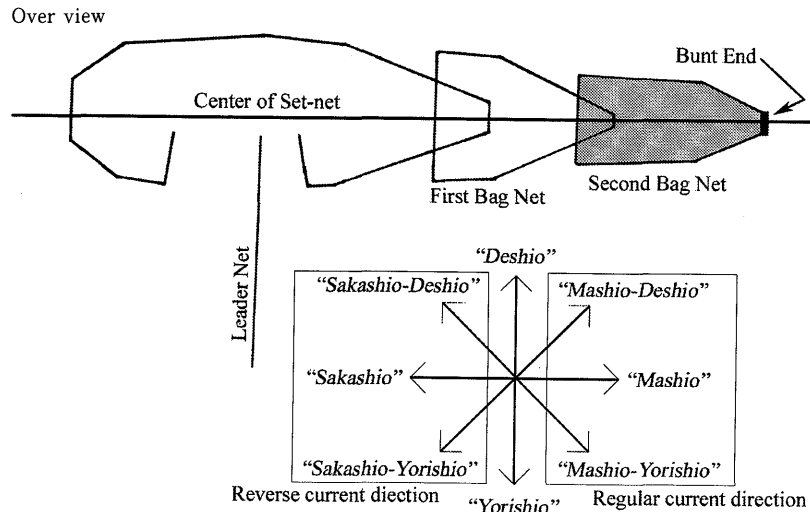 Over view
Bunt End
Center of Set-net
First Bag Net
Second Bag Net
Leader Net
“Deshio”
“Sakashio-Deshio”
“Mashio-Deshio”
“Sakashio”
“Mashio”
“Sakashio-Yorishio”
“Mashio-Yorishio”
Reverse current diection
“Yorishio”
Regular current direction